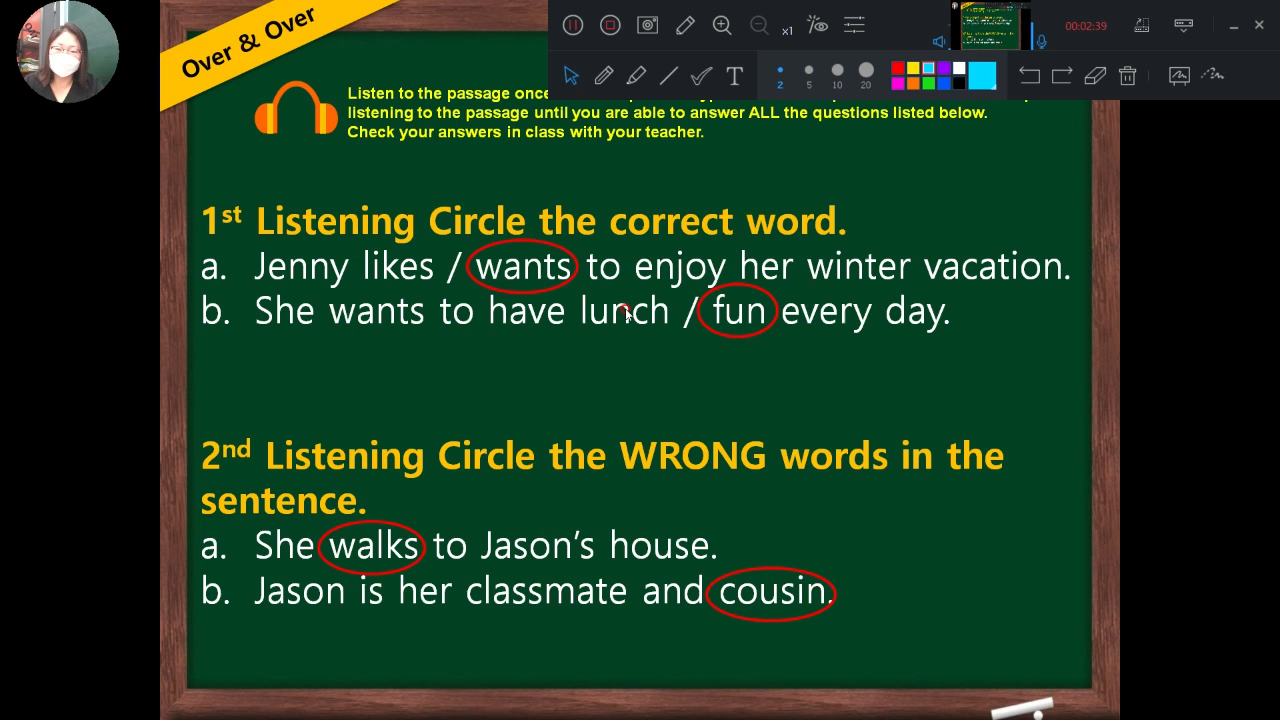 Over & Over
x1
00:02:39
2 5 10 20
T
Listen to the passage once
listening to the passage until you are able to answer ALL the questions listed below.
Check your answers in class with your teacher.
1st Listening Circle the correct word.
a. Jenny likes / wants to enjoy her winter vacation.
b. She wants to have lunch / fun every day.
2nd Listening Circle the WRONG words in the
sentence.
a. She walks to Jason’s house.
b. Jason is her classmate and cousin.